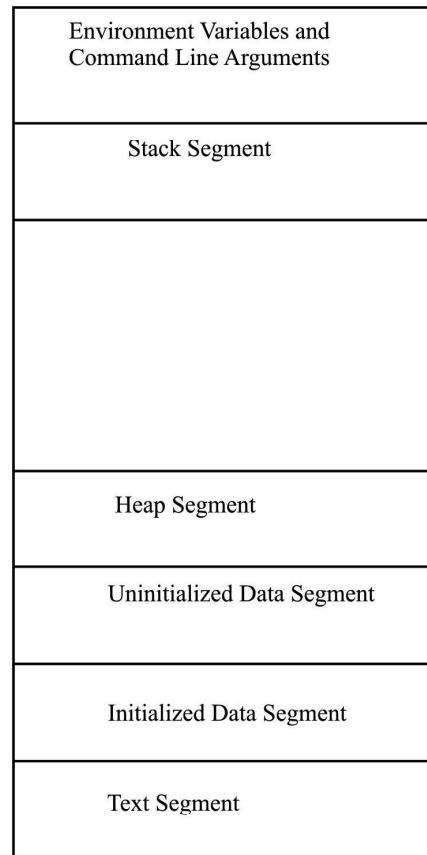 Environment Variables and
Command Line Arguments
Stack Segment
Heap Segment
Uninitialized Data Segment
Initialized Data Segment
Text Segment